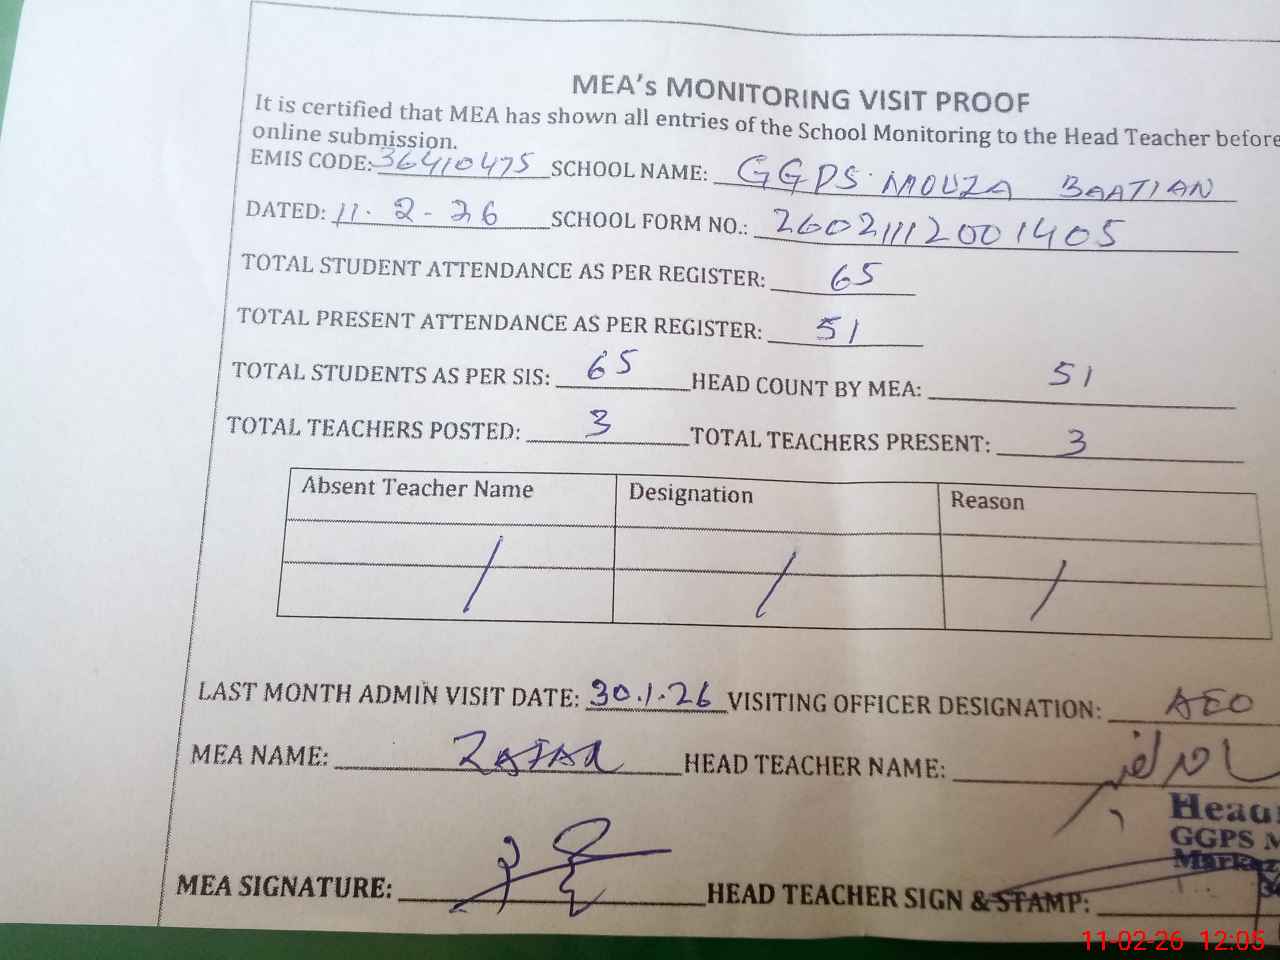 MEA's MONITORING VISIT PROOF
It is certified that MEA has shown all entries of the School Monitoring to the Head Teacher before
online submission.
EMIS CODE: 36410475 SCHOOL NAME: GGPS MOUZA BAATIAN
DATED: 11.2-26 SCHOOL FORM NO.: 26021112001405
TOTAL STUDENT ATTENDANCE AS PER REGISTER: 65
TOTAL PRESENT ATTENDANCE AS PER REGISTER: 51
TOTAL STUDENTS AS PER SIS: 65 HEAD COUNT BY MEA: 51
TOTAL TEACHERS POSTED: 3 TOTAL TEACHERS PRESENT: 3
Absent Teacher Name Designation Reason
/ / /
LAST MONTH ADMIN VISIT DATE: 30.1.26 VISITING OFFICER DESIGNATION: AEO
MEA NAME: ZAFAR HEAD TEACHER NAME:
Head
GGPS M
Markaz
MEA SIGNATURE: HEAD TEACHER SIGN & STAMP:
11-02-26 12:05